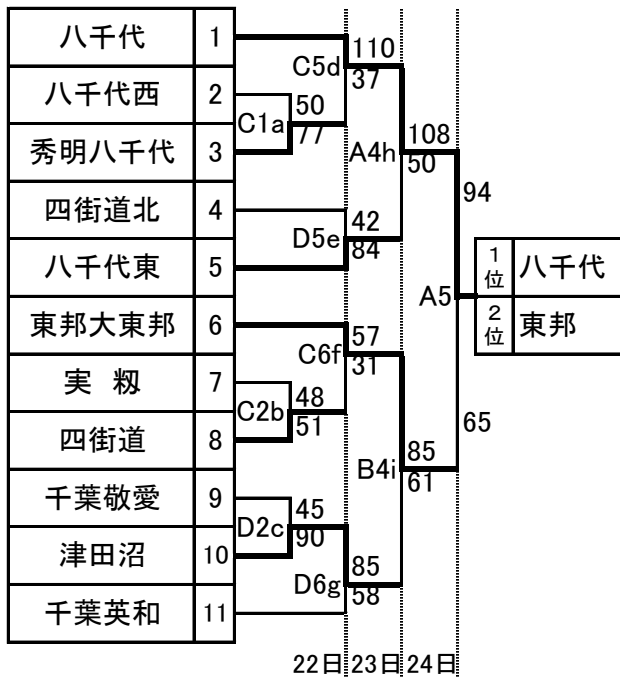 八千代 1
八千代西 2
秀明八千代 3
四街道北 4
八千代東 5
東邦大東邦 6
実 籾 7
四街道 8
千葉敬愛 9
津田沼 10
千葉英和 11
C1a
50
77
C2b
48
51
D2c
45
90
C5d
110
37
D5e
42
84
C6f
57
31
D6g
85
58
A4h
108
50
B4i
85
61
A5
94
65
1位 八千代
2位 東邦
22日 23日 24日